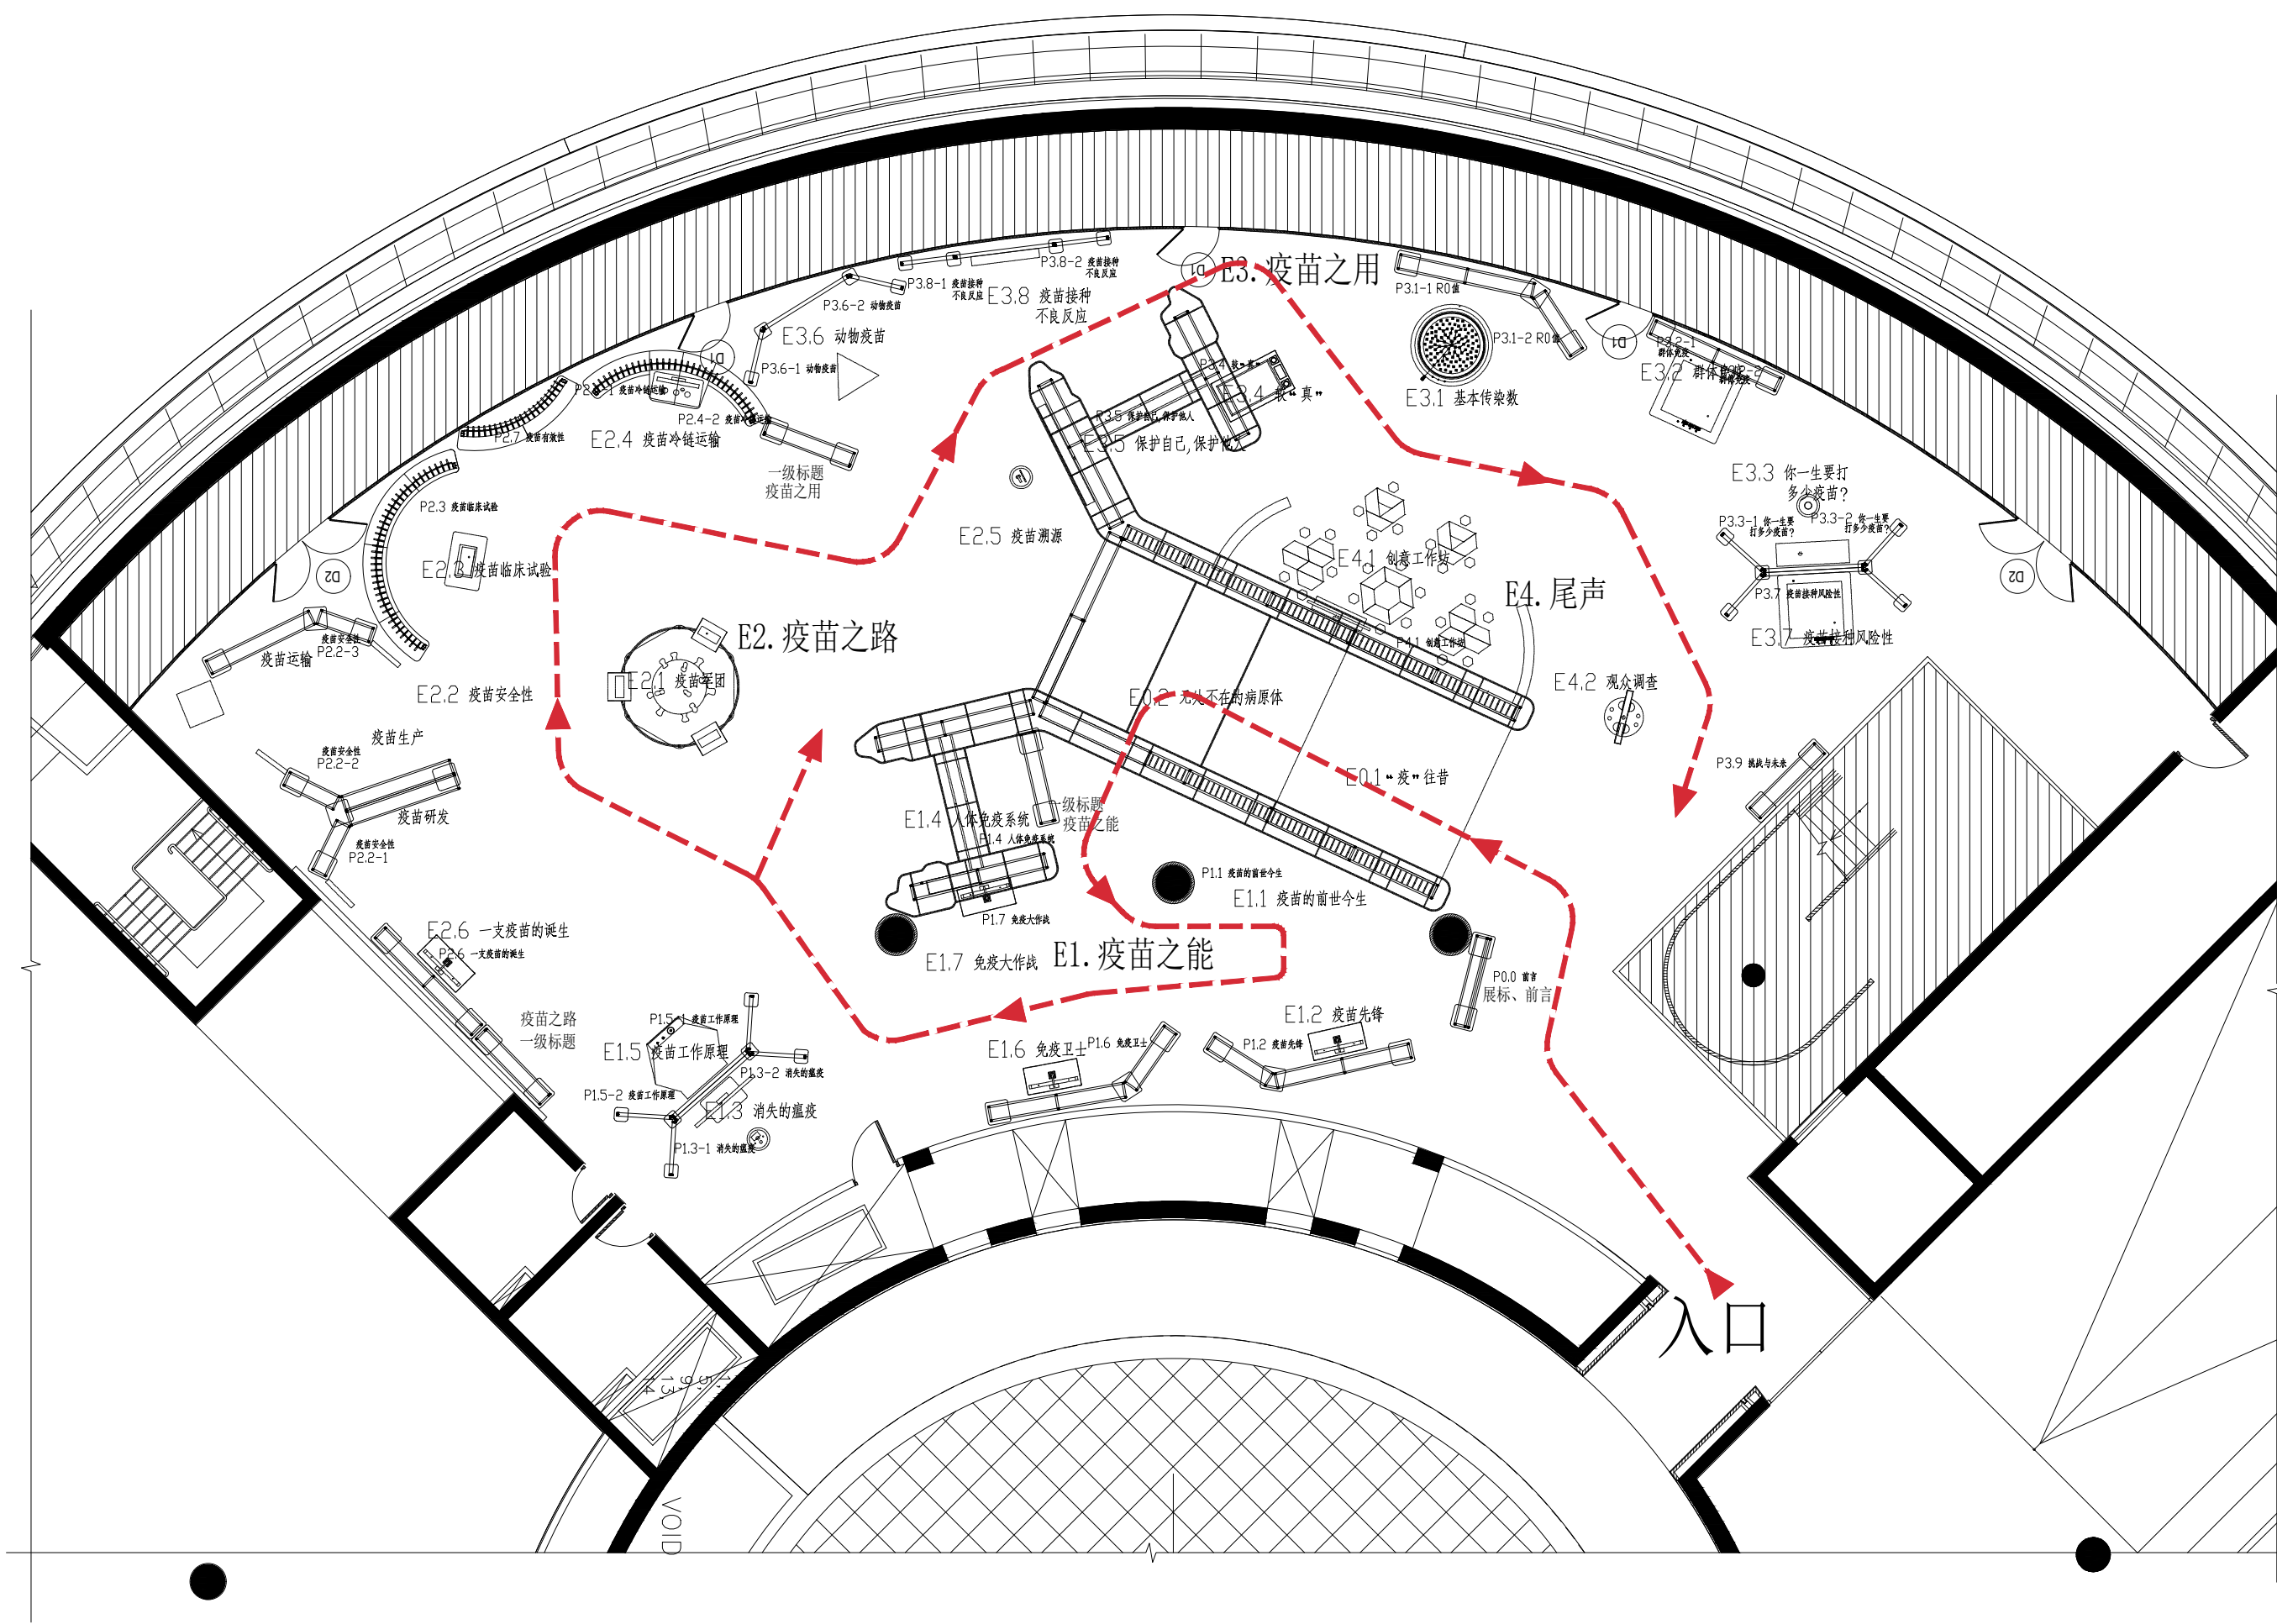 P3.8-2 疫苗接种
不良反应
P3.8-1 疫苗接种
不良反应
E3.8 疫苗接种
不良反应
D1
E3.疫苗之用
P3.1-1 R0值
P3.6-2 动物疫苗
E3.6 动物疫苗
D1
P3.6-1 动物疫苗
P3.1-2 R0值
D1
P3.2-1
群体免疫
E3.2 群体免疫
P3.4 较“真”
E3.4 较“真”
E3.1 基本传染数
疫苗冷链运输
P2.4-2 疫苗冷链运输
P2.7 疫苗有效性
E2.4 疫苗冷链运输
P3.5 保护自己,保护他人
E3.5 保护自己,保护他人
一级标题
疫苗之用
E3.3 你一生要打
多少疫苗?
P2.3 疫苗临床试验
P3.3-1 你一生要
打多少疫苗?
P3.3-2 你一生要
打多少疫苗?
E2.5 疫苗溯源
E4.1 创意工作坊
E2.3 疫苗临床试验
D2
D2
E4.尾声
P3.7 疫苗接种风险性
E3.7 疫苗接种风险性
疫苗安全性
P2.2-3
疫苗运输
E2.疫苗之路
P4.1 创意工作坊
E2.1 疫苗军团
E2.2 疫苗安全性
E0.2 无处不在的病原体
E4.2 观众调查
疫苗生产
疫苗安全性
P2.2-2
E0.1“疫”往昔
P3.9 挑战与未来
疫苗研发
一级标题
疫苗之能
E1.4 人体免疫系统
P1.4 人体免疫系统
疫苗安全性
P2.2-1
P1.1 疫苗的前世今生
E1.1 疫苗的前世今生
P1.7 免疫大作战
E2.6 一支疫苗的诞生
P2.6 一支疫苗的诞生
E1.疫苗之能
E1.7 免疫大作战
P0.0 前言
展标、前言
疫苗之路
一级标题
P1.5-1 疫苗工作原理
E1.2 疫苗先锋
E1.5 疫苗工作原理
E1.6 免疫卫士
P1.6 免疫卫士
P1.2 疫苗先锋
P1.3-2 消失的瘟疫
P1.5-2 疫苗工作原理
E1.3 消失的瘟疫
P1.3-1 消失的瘟疫
入口
VOID